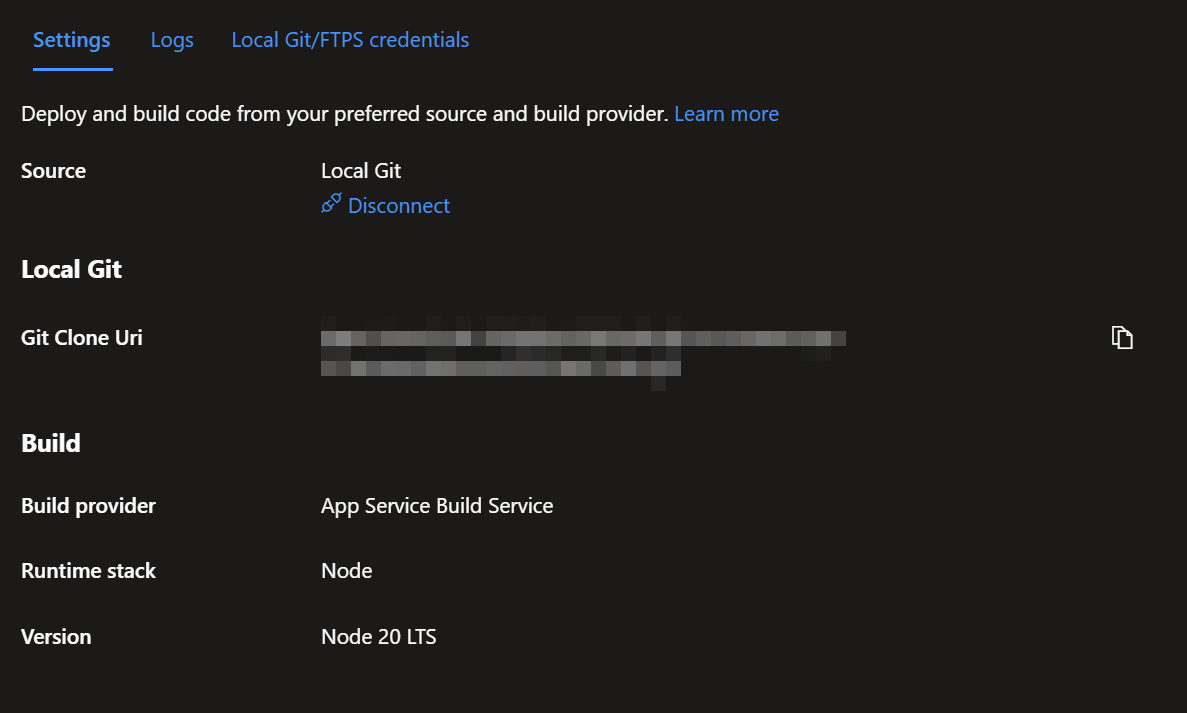 Settings Logs Local Git/FTPS credentials
Deploy and build code from your preferred source and build provider. Learn more
Source Local Git
Disconnect
Local Git
Git Clone Uri
Build
Build provider App Service Build Service
Runtime stack Node
Version Node 20 LTS